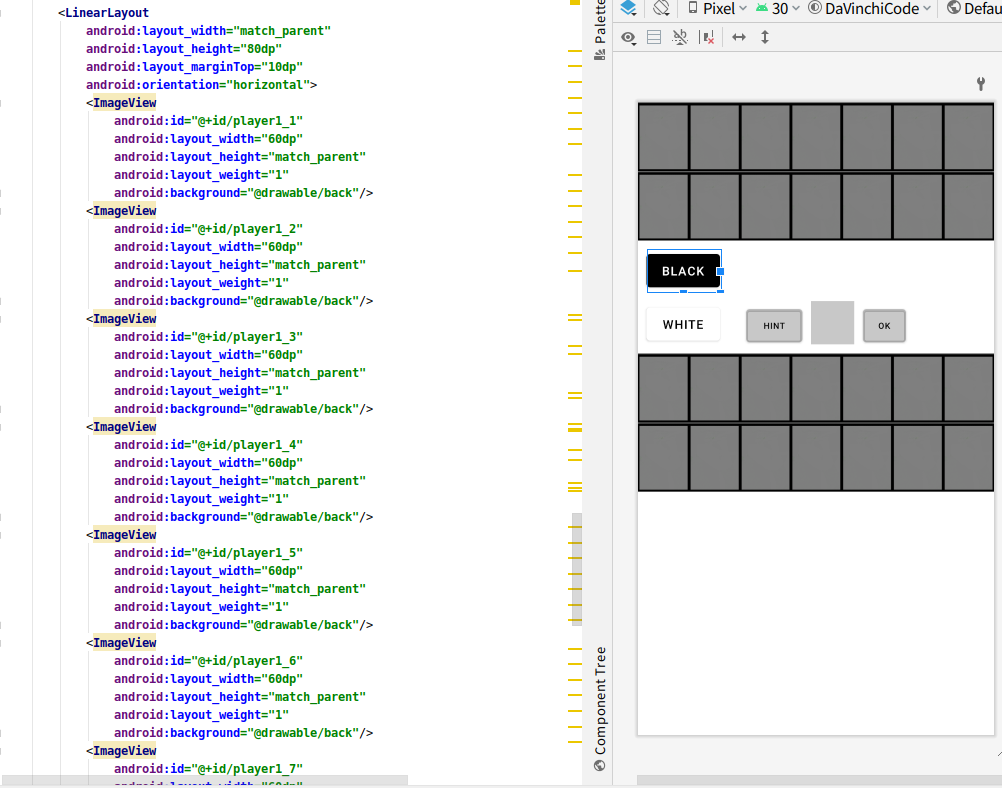 <LinearLayout
android:layout_width="match_parent"
android:layout_height="80dp"
android:layout_marginTop="10dp"
android:orientation="horizontal">
<ImageView
android:id="@+id/player1_1"
android:layout_width="60dp"
android:layout_height="match_parent"
android:layout_weight="1"
android:background="@drawable/back"/>
<ImageView
android:id="@+id/player1_2"
android:layout_width="60dp"
android:layout_height="match_parent"
android:layout_weight="1"
android:background="@drawable/back"/>
<ImageView
android:id="@+id/player1_3"
android:layout_width="60dp"
android:layout_height="match_parent"
android:layout_weight="1"
android:background="@drawable/back"/>
<ImageView
android:id="@+id/player1_4"
android:layout_width="60dp"
android:layout_height="match_parent"
android:layout_weight="1"
android:background="@drawable/back"/>
<ImageView
android:id="@+id/player1_5"
android:layout_width="60dp"
android:layout_height="match_parent"
android:layout_weight="1"
android:background="@drawable/back"/>
<ImageView
android:id="@+id/player1_6"
android:layout_width="60dp"
android:layout_height="match_parent"
android:layout_weight="1"
android:background="@drawable/back"/>
<ImageView
android:id="@+id/player1_7"
Palette
Component Tree
Pixel 30 DaVinchiCode Defau
BLACK
WHITE HINT OK